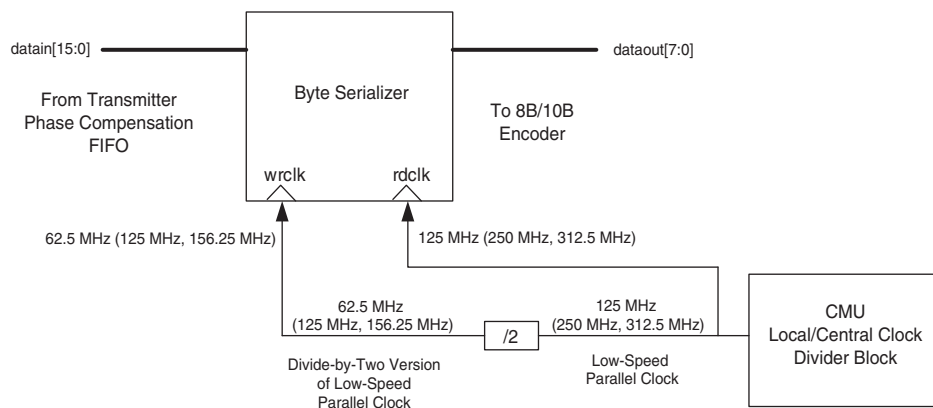 datain[15:0]
dataout[7:0]
From Transmitter
Phase Compensation
FIFO
Byte Serializer
To 8B/10B
Encoder
wrclk
rdclk
62.5 MHz (125 MHz, 156.25 MHz)
125 MHz (250 MHz, 312.5 MHz)
62.5 MHz
(125 MHz, 156.25 MHz)
/2
125 MHz
(250 MHz, 312.5 MHz)
CMU
Local/Central Clock
Divider Block
Divide-by-Two Version
of Low-Speed
Parallel Clock
Low-Speed
Parallel Clock